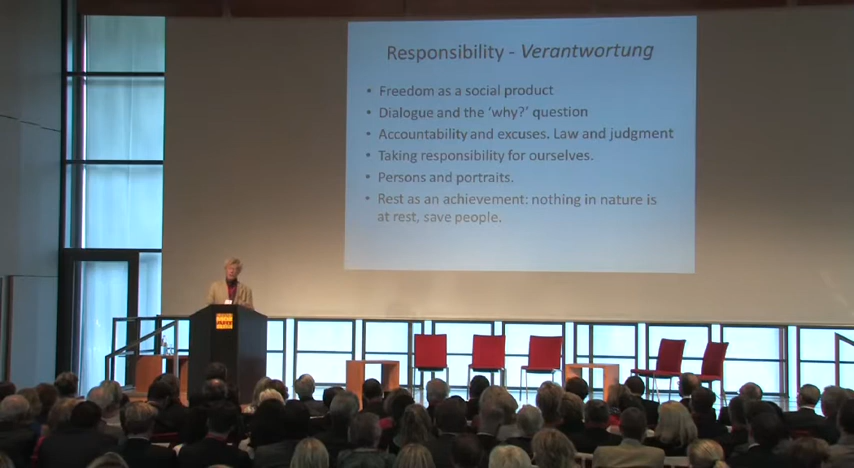 Responsibility - Verantwortung
• Freedom as a social product
• Dialogue and the 'why?' question
• Accountability and excuses. Law and judgment
• Taking responsibility for ourselves.
• Persons and portraits.
• Rest as an achievement: nothing in nature is
at rest, save people.